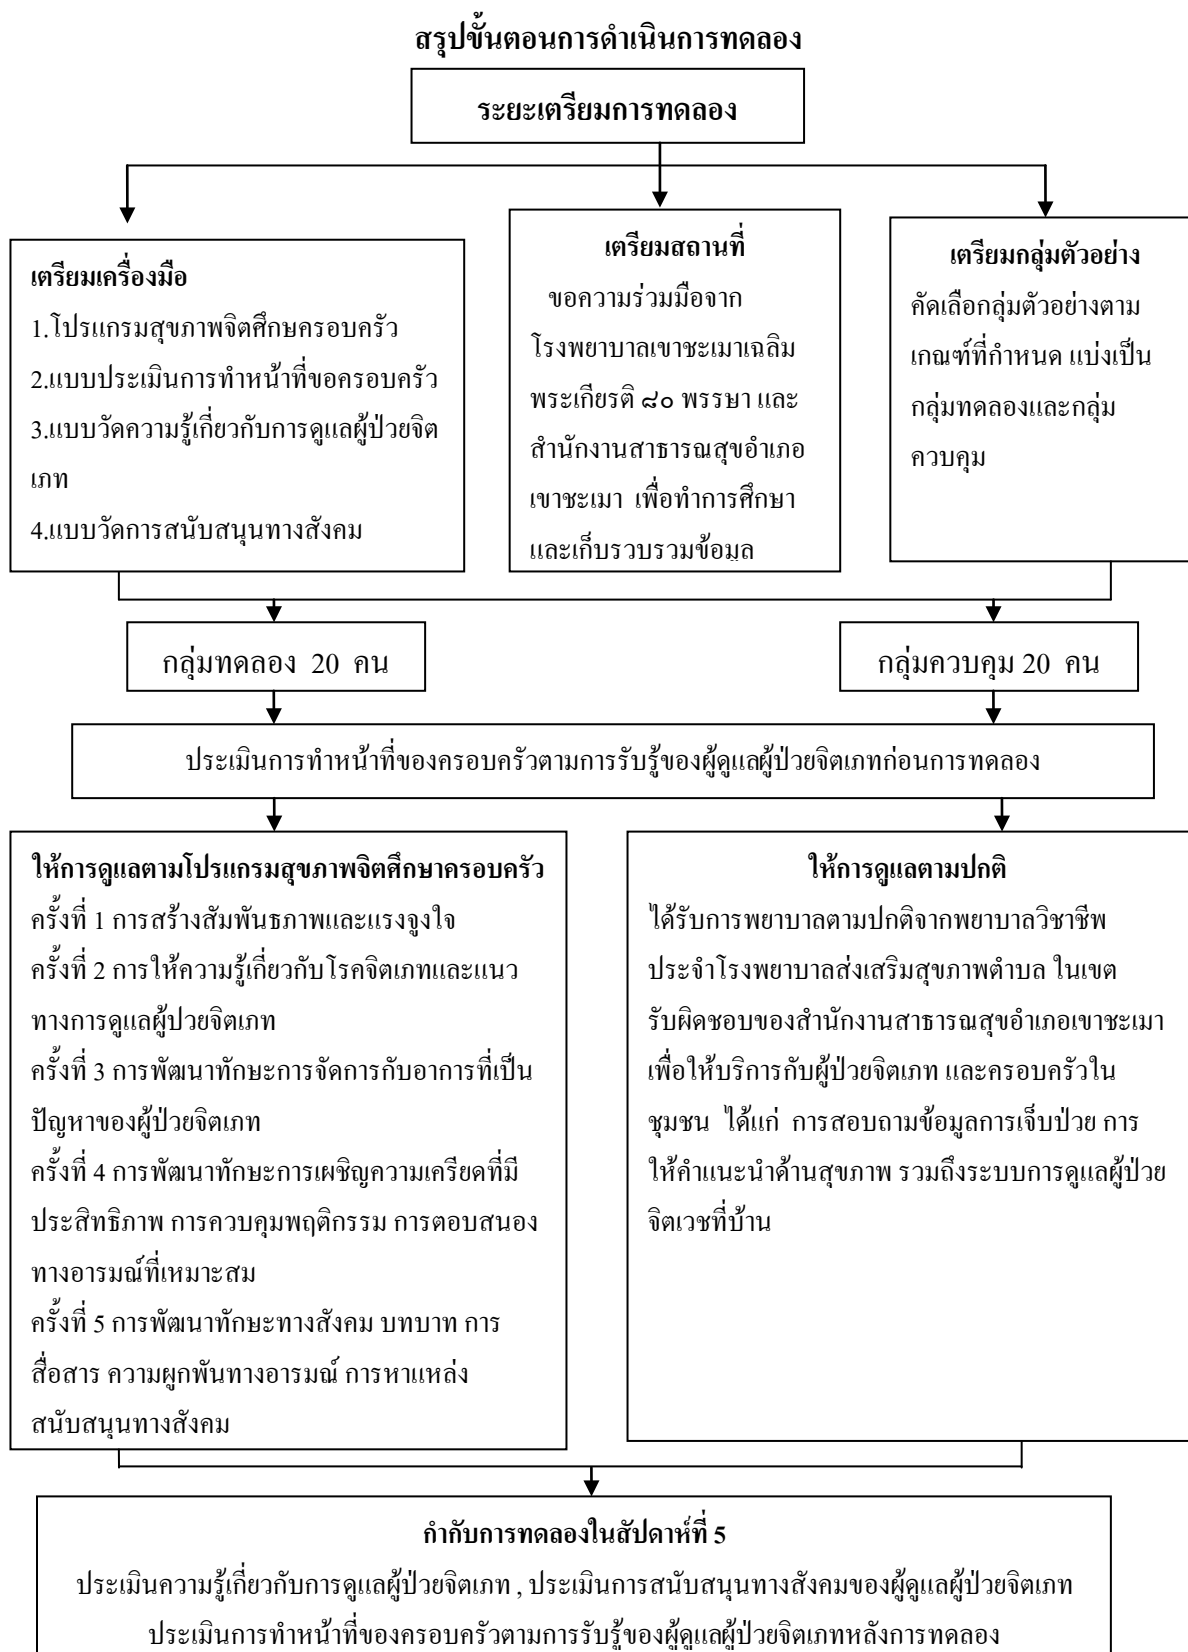 สรุปขั้นตอนการดำเนินการทดลอง
ระยะเตรียมการทดลอง
เตรียมเครื่องมือ
1.โปรแกรมสุขภาพจิตศึกษครอบครัว
2.แบบประเมินการทำหน้าที่ขอครอบครัว
3.แบบวัดความรู้เกี่ยวกับการดูแลผู้ป่วยจิต
เภท
4.แบบวัดการสนับสนุนทางสังคม
เตรียมสถานที่
ขอความร่วมมือจาก
โรงพยาบาลเขาชะเมาเฉลิม
พระเกียรติ ๘๐ พรรษา และ
สำนักงานสาธารณสุขอำเภอ
เขาชะเมา เพื่อทำการศึกษา
และเก็บรวบรวมข้อมูล
เตรียมกลุ่มตัวอย่าง
คัดเลือกลุ่มตัวอย่างตาม
เกณฑ์ที่กำหนด แบ่งเป็น
กลุ่มทดลองและกลุ่ม
ควบคุม
กลุ่มทดลอง 20 คน
กลุ่มควบคุม 20 คน
ประเมินการทำหน้าที่ของครอบครัวตามการรับรู้ของผู้ดูแลผู้ป่วยจิตเภทก่อนการทดลอง
ให้การดูแลตามโปรแกรมสุขภาพจิตศึกษาครอบครัว
ครั้งที่ 1 การสร้างสัมพันธภาพและแรงจูงใจ
ครั้งที่ 2 การให้ความรู้เกี่ยวกับโรคจิตเภทและแนว
ทางการดูแลผู้ปวยจิตเภท
ครั้งที่ 3 การพัฒนาทักษะการจัดการกับอาการที่เป็น
ปัญหาของผู้ป่วยจิตเภท
ครั้งที่ 4 การพัฒนาทักษะการเผชิญความเครียดที่มี
ประสิทธิภาพ การควบคุมพฤติกรรม การตอบสนอง
ทางอารมณ์ที่เหมาะสม
ครั้งที่ 5 การพัฒนาทักษะทางสังคม บทบาท การ
สื่อสาร ความผูกพันทางอารมณ์ การหาแหล่ง
สนับสนุนทางสังคม
ให้การดูแลตามปกติ
ได้รับการพยาบาลตามปกติจากพยาบาลวิชาชีพ
ประจำโรงพยาบาลส่งเสริมสุขภาพตำบล ในเขต
รับผิดชอบของสำนักงานสาธารณสุขอำเภอเขาชะเมา
เพื่อให้บริการกับผู้ป่วยจิตเภท และครอบครัวใน
ชุมชน ได้แก่ การสอบถามข้อมูลการเจ็บป่วย การ
ให้คำแนะนำด้านสุขภาพ รวมถึงระบบการดูแลผู้ป่วย
จิตเวชที่บ้าน
กำกับการทดลองในสัปดาห์ที่ 5
ประเมินความรู้เกี่ยวกับการดูแลผู้ป่วยจิตเภท , ประเมินการสนับสนุนทางสังคมของผู้ดูแลผู้ป่วยจิตเภท
ประเมินการทำหน้าที่ของครอบครัวตามการรับรู้ของผู้ดูแลผู้ป่วยจิตเภทหลังการทดลอง